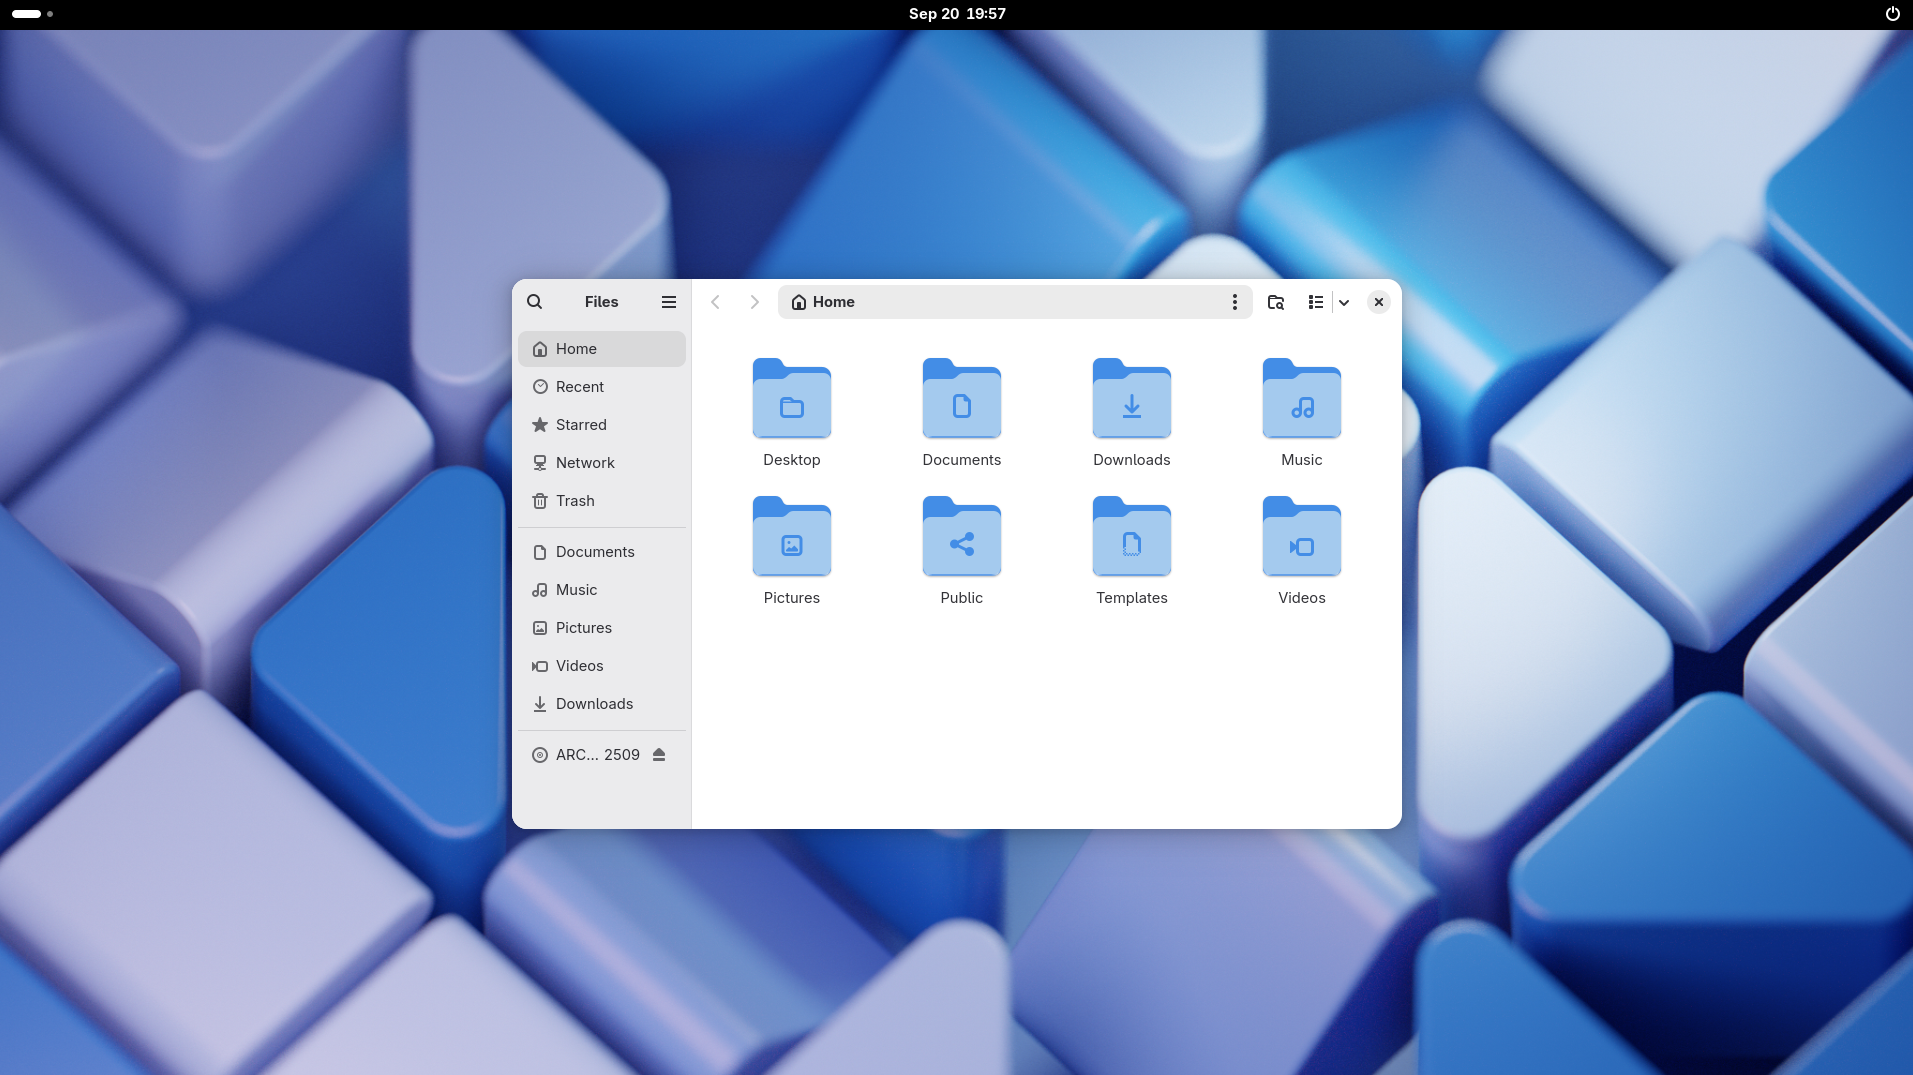 Sep 20 19:57
Files
Home
Home
Recent
Starred
Network
Trash
Documents
Music
Pictures
Videos
Downloads
ARC... 2509
Desktop
Documents
Downloads
Music
Pictures
Public
Templates
Videos